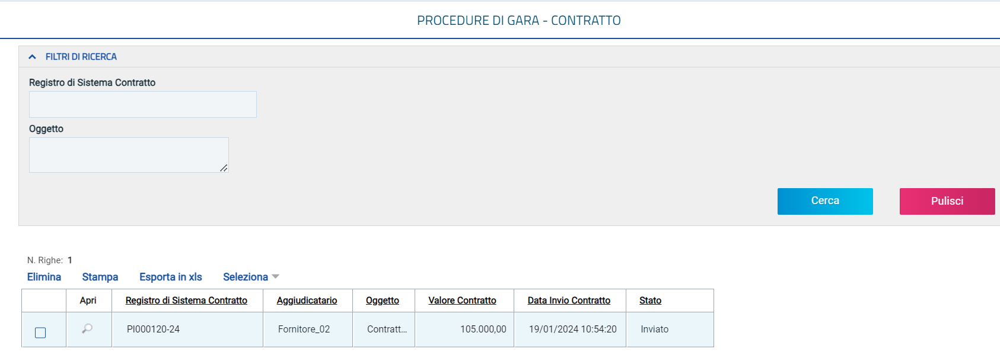 PROCEDURE DI GARA - CONTRATTO
FILTRI DI RICERCA
Registro di Sistema Contratto
Oggetto
Cerca Pulisci
N. Righe: 1
Elimina Stampa Esporta in xls Seleziona
Apri Registro di Sistema Contratto Aggiudicatario Oggetto Valore Contratto Data Invio Contratto Stato
PI000120-24 Fornitore_02 Contratt... 105.000,00 19/01/2024 10:54:20 Inviato